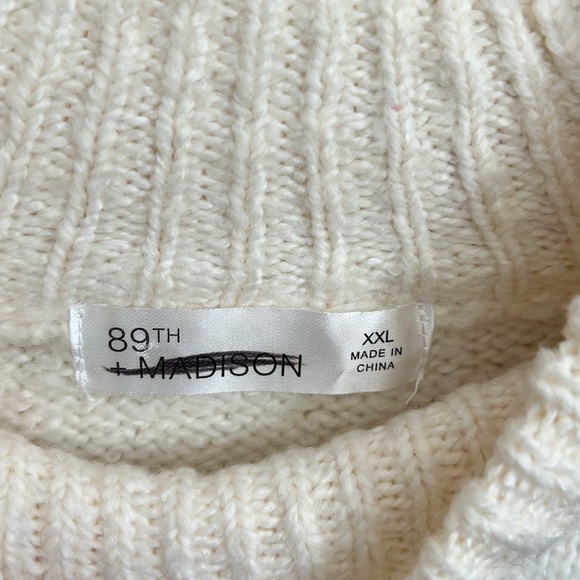 89TH
+ MADISON
XXL
MADE IN
CHINA